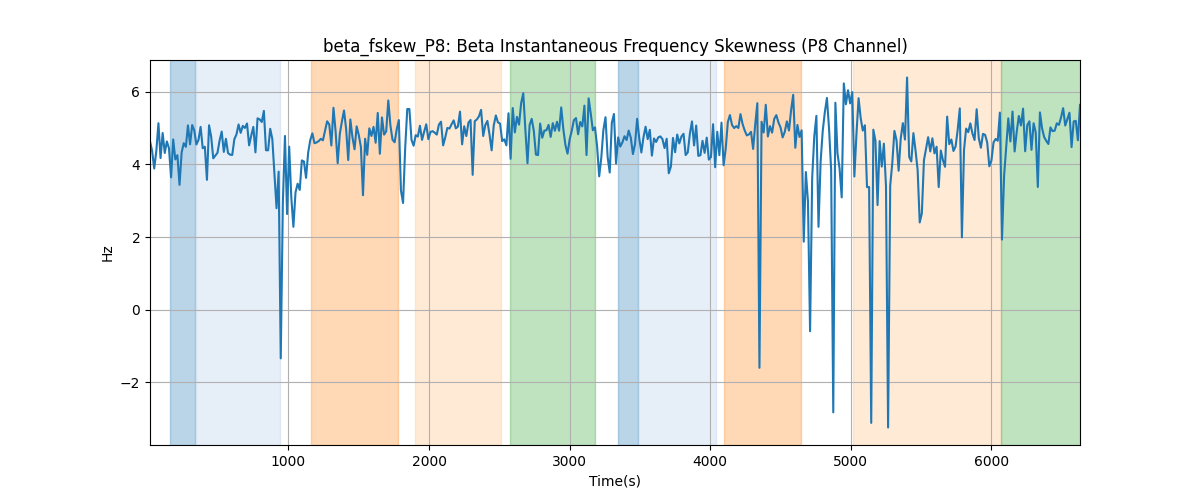 beta_fskew_P8: Beta Instantaneous Frequency Skewness (P8 Channel)
Hz
6
4
2
0
−2
1000 2000 3000 4000 5000 6000
Time(s)